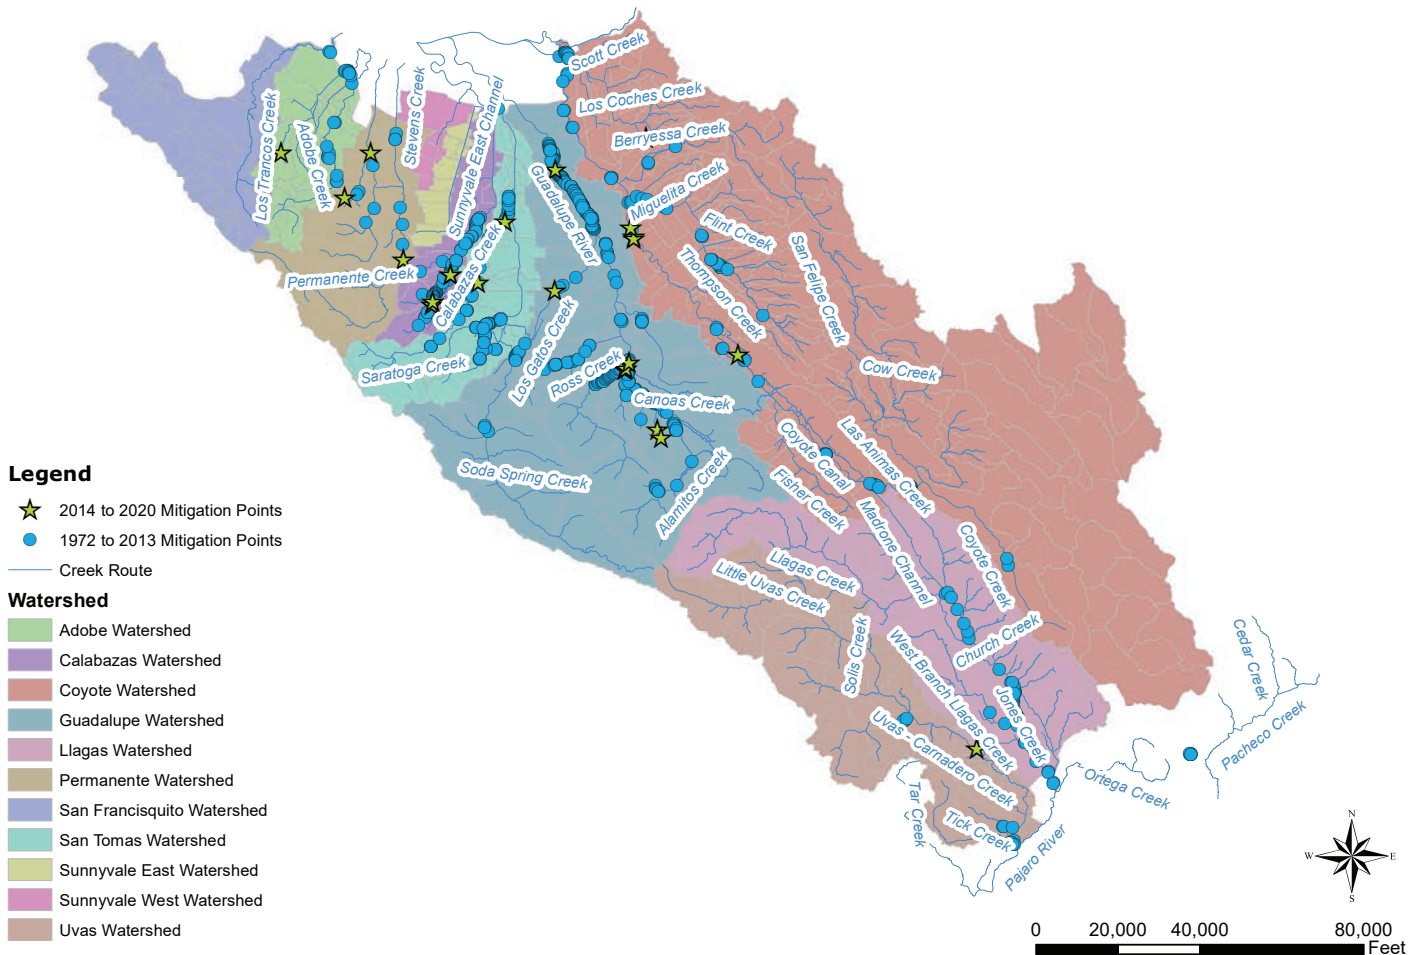 Scott Creek
Los Coches Creek
Berryessa Creek
Miguelita Creek
Flint Creek
San Felipe Creek
Thompson Creek
Cow Creek
Los Trancos Creek
Adobe Creek
Stevens Creek
Sunnyvale East Channel
Guadalupe River
Permanente Creek
Calabazas Creek
Saratoga Creek
Los Gatos Creek
Ross Creek
Canoas Creek
Soda Spring Creek
Alamitos Creek
Coyote Canal
Las Animas Creek
Fisher Creek
Madrone Channel
Coyote Creek
Llagas Creek
Little Uvas Creek
Church Creek
Solis Creek
West Branch Llagas Creek
Jones Creek
Uvas - Carnadero Creek
Tar Creek
Tick Creek
Pajaro River
Ortega Creek
Cedar Creek
Pacheco Creek
Legend
2014 to 2020 Mitigation Points
1972 to 2013 Mitigation Points
Creek Route
Watershed
Adobe Watershed
Calabazas Watershed
Coyote Watershed
Guadalupe Watershed
Llagas Watershed
Permanente Watershed
San Francisquito Watershed
San Tomas Watershed
Sunnyvale East Watershed
Sunnyvale West Watershed
Uvas Watershed
N
W E
S
0 20,000 40,000 80,000
Feet